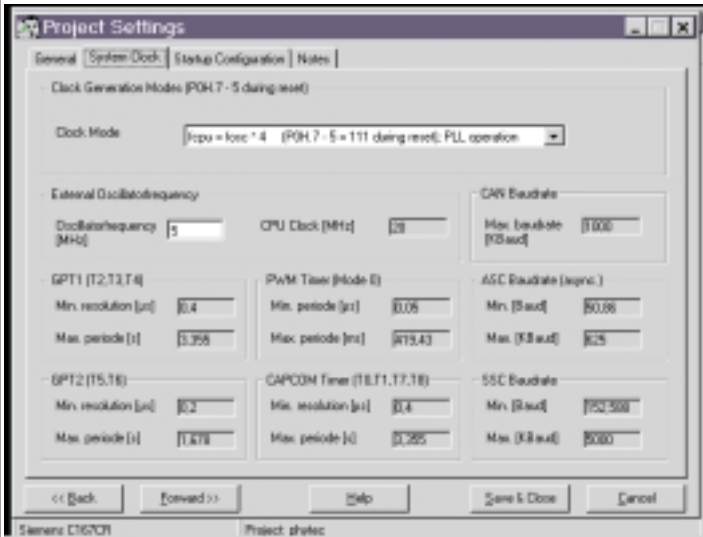 Project Settings
General System Clock Startup Configuration Notes
Clock Generation Modes (P0H.7 - 5 during reset)
Clock Mode fcpu = fosc * 4 (P0H.7 - 5 = 111 during reset); PLL operation
External Oscillatorfrequency CAN Baudrate
Oscillatorfrequency [MHz] 5 CPU Clock [MHz] 20 Max. baudrate [KBaud] 1000
GPT1 (T2,T3,T4) PWM Timer (Mode 0) ASC Baudrate (async.)
Min. resolution [µs] 0,4 Min. periode [µs] 0,05 Min. [Baud] 50,86
Max. periode [s] 3,355 Max. periode [ms] 419,43 Max. [KBaud] 625
GPT2 (T5,T6) CAPCOM Timer (T0,T1,T7,T8) SSC Baudrate
Min. resolution [µs] 0,2 Min. resolution [µs] 0,4 Min. [Baud] 152,588
Max. periode [s] 1,678 Max. periode [s] 3,355 Max. [KBaud] 5000
<< Back Forward >> Help Save & Close Cancel
Siemens C167CR Project: phytec